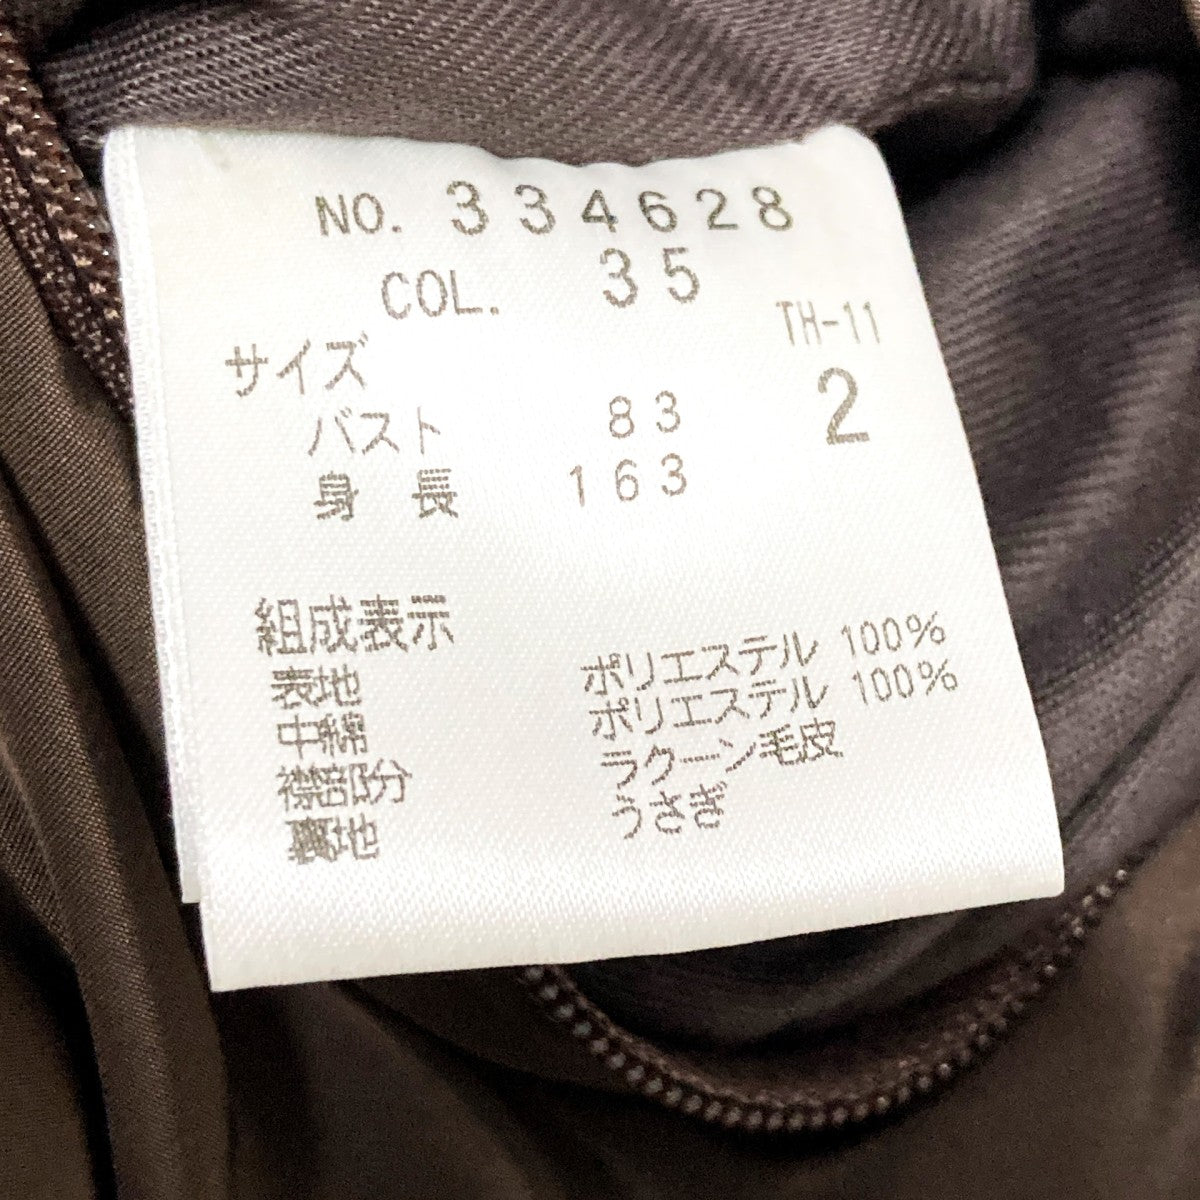 NO. 334628
COL. 35
TH-11
サイズ 2
バスト 83
身長 163
組成表示
表地 ポリエステル 100%
中綿 ポリエステル 100%
襟部分 ラクーン毛皮
裏地 うさぎ